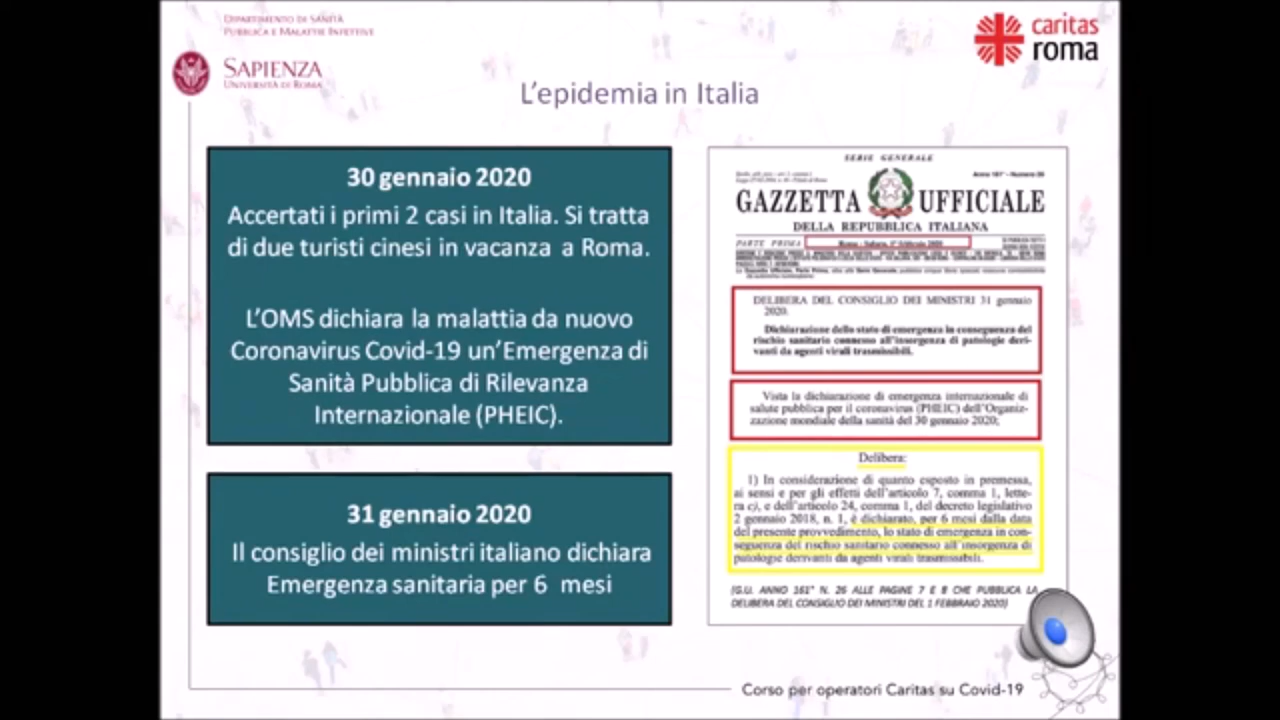 DIPARTIMENTO DI SANITÀ
PUBBLICA E MALATTIE INFETTIVE
SAPIENZA
UNIVERSITÀ DI ROMA
caritas
roma
L'epidemia in Italia
30 gennaio 2020
Accertati i primi 2 casi in Italia. Si tratta
di due turisti cinesi in vacanza a Roma.
L'OMS dichiara la malattia da nuovo
Coronavirus Covid-19 un'Emergenza di
Sanità Pubblica di Rilevanza
Internazionale (PHEIC).
31 gennaio 2020
Il consiglio dei ministri italiano dichiara
Emergenza sanitaria per 6 mesi
SERIE GENERALE
Anno 161° - Numero 26
GAZZETTA UFFICIALE
DELLA REPUBBLICA ITALIANA
PARTE PRIMA
Roma - Sabato, 1° febbraio 2020
DELIBERA DEL CONSIGLIO DEI MINISTRI 31 gennaio
2020.
Dichiarazione dello stato di emergenza in conseguenza del
rischio sanitario connesso all'insorgenza di patologie deri-
vanti da agenti virali trasmissibili.
Vista la dichiarazione di emergenza internazionale di
salute pubblica per il coronavirus (PHEIC) dell'Organiz-
zazione mondiale della sanità del 30 gennaio 2020;
Delibera:
1) In considerazione di quanto esposto in premessa,
ai sensi e per gli effetti dell'articolo 7, comma 1, lette-
ra c), e dell'articolo 24, comma 1, del decreto legislativo
2 gennaio 2018, n. 1, è dichiarato, per 6 mesi dalla data
del presente provvedimento, lo stato di emergenza in con-
seguenza del rischio sanitario connesso all'insorgenza di
patologie derivanti da agenti virali trasmissibili.
(G.U. ANNO 161° N. 26 ALLE PAGINE 7 E 8 CHE PUBBLICA LA
DELIBERA DEL CONSIGLIO DEI MINISTRI DEL 1 FEBBRAIO 2020)
Corso per operatori Caritas su Covid-19